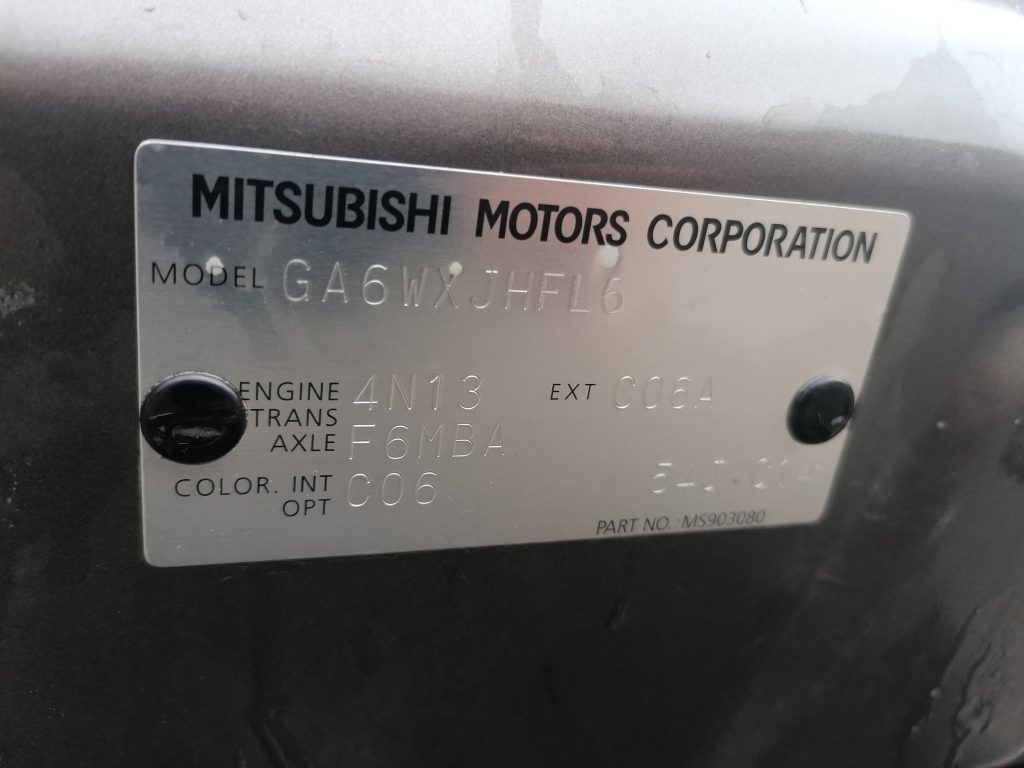 MITSUBISHI MOTORS CORPORATION
MODEL GA6WXJHFL6
ENGINE 4N13 EXT C06A
TRANS
AXLE F6MBA
COLOR. INT C06
OPT
PART NO.: MS903080